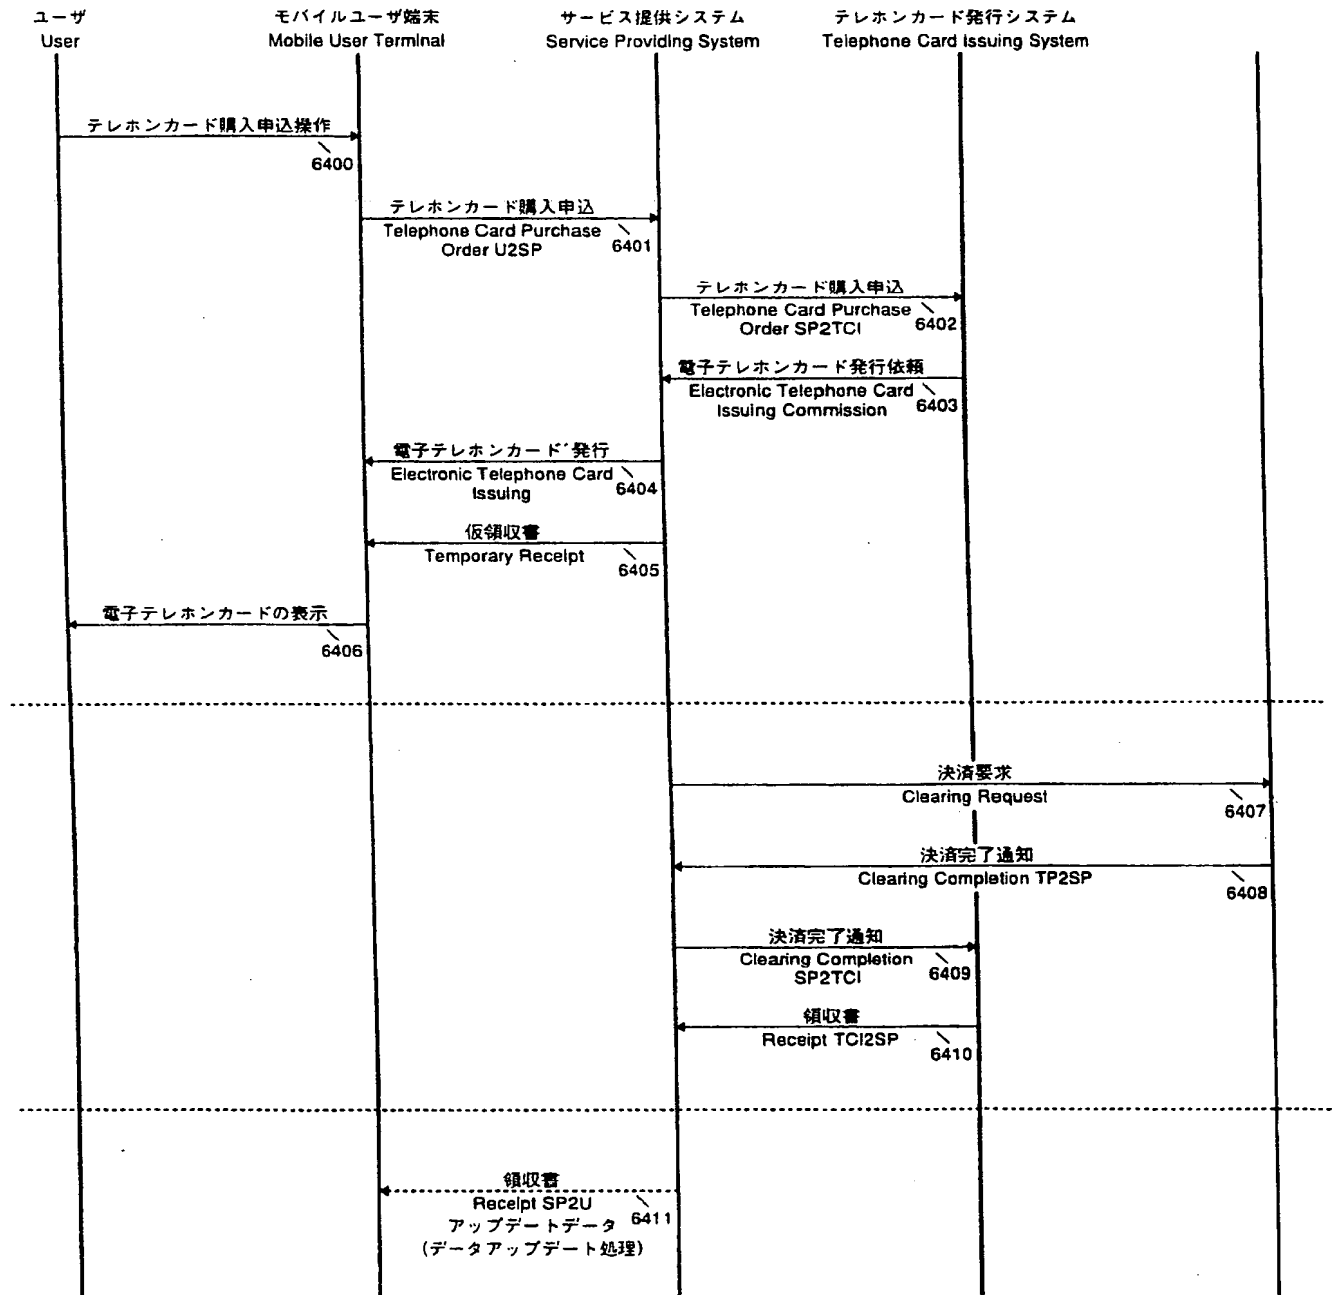 ユーザ
User
モバイルユーザ端末
Mobile User Terminal
サービス提供システム
Service Providing System
テレホンカード発行システム
Telephone Card Issuing System
テレホンカード購入申込操作
6400
テレホンカード購入申込
Telephone Card Purchase
Order U2SP
6401
テレホンカード購入申込
Telephone Card Purchase
Order SP2TCI
6402
電子テレホンカード発行依頼
Electronic Telephone Card
Issuing Commission
6403
電子テレホンカード発行
Electronic Telephone Card
Issuing
6404
仮領収書
Temporary Receipt
6405
電子テレホンカードの表示
6406
決済要求
Clearing Request
6407
決済完了通知
Clearing Completion TP2SP
6408
決済完了通知
Clearing Completion
SP2TCI
6409
領収書
Receipt TCI2SP
6410
領収書
Receipt SP2U
6411
アップデートデータ
(データアップデート処理)